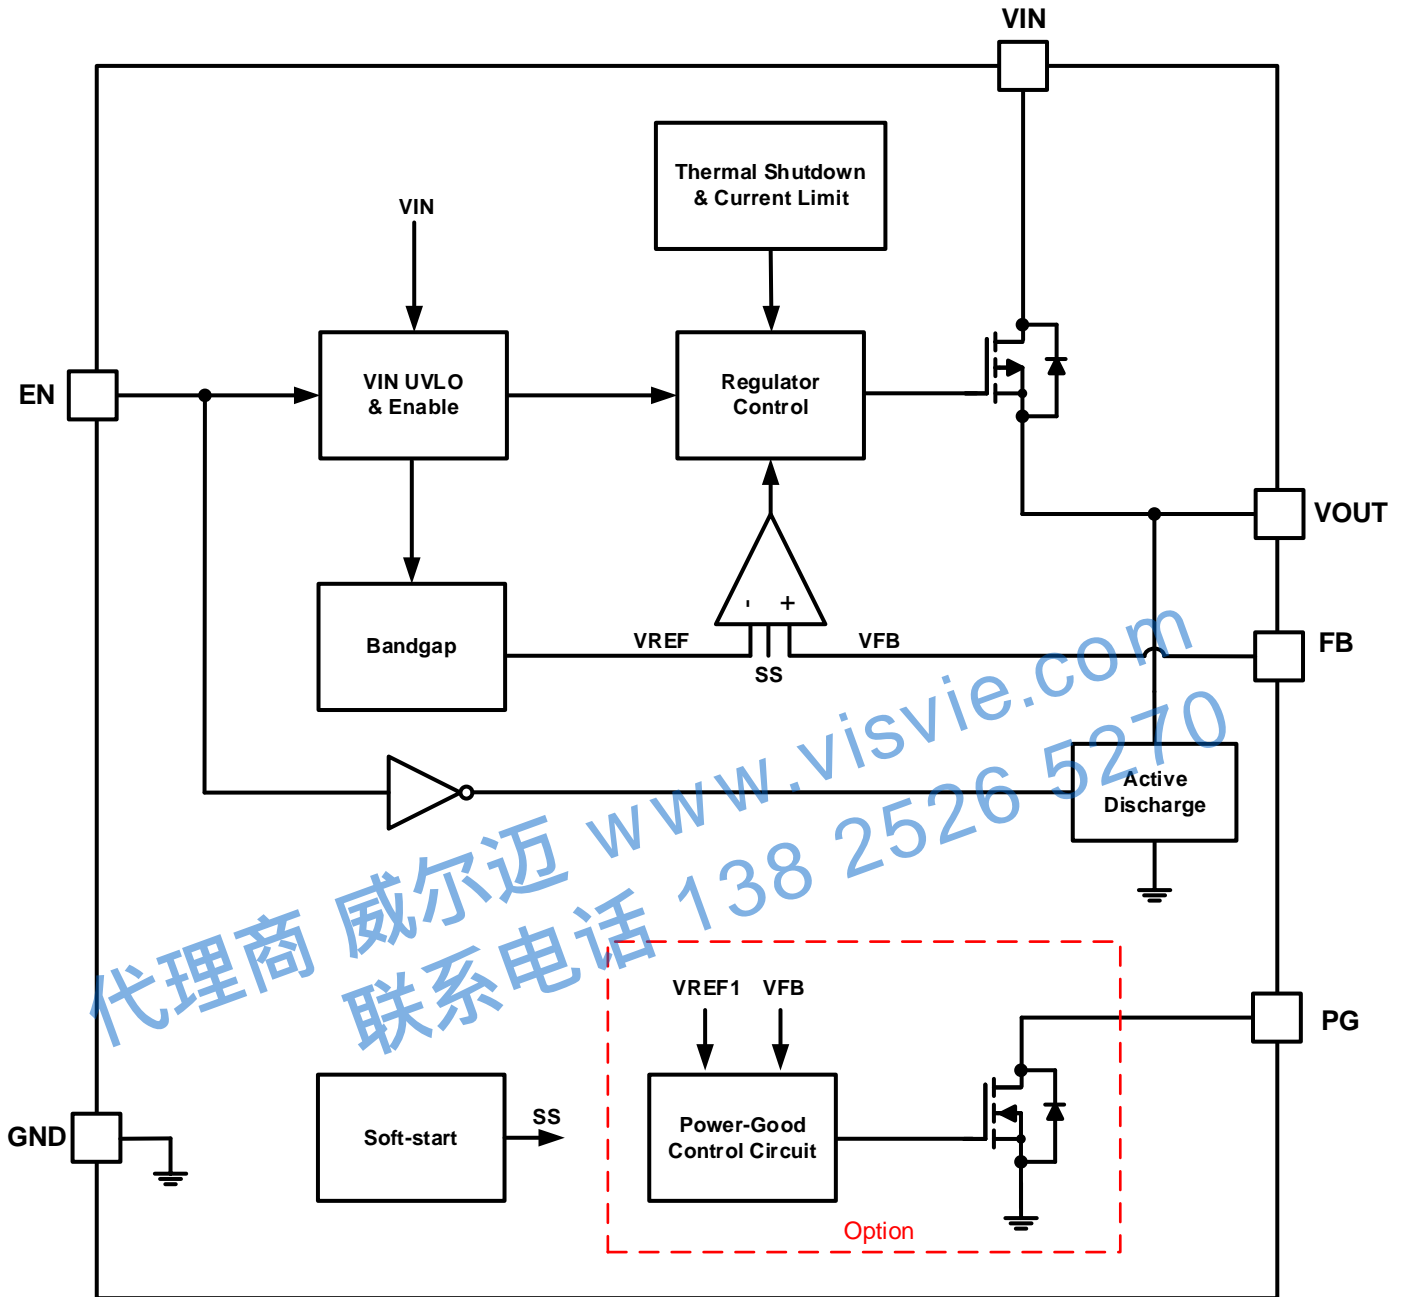 VIN
Thermal Shutdown
& Current Limit
VIN
EN
VIN UVLO
& Enable
Regulator
Control
VOUT
- +
Bandgap
VREF
SS
VFB
FB
Active
Discharge
代理商 威尔迈 www.visvie.com
联系电话 138 2526 5270
VREF1 VFB
PG
GND
Soft-start
SS
Power-Good
Control Circuit
Option